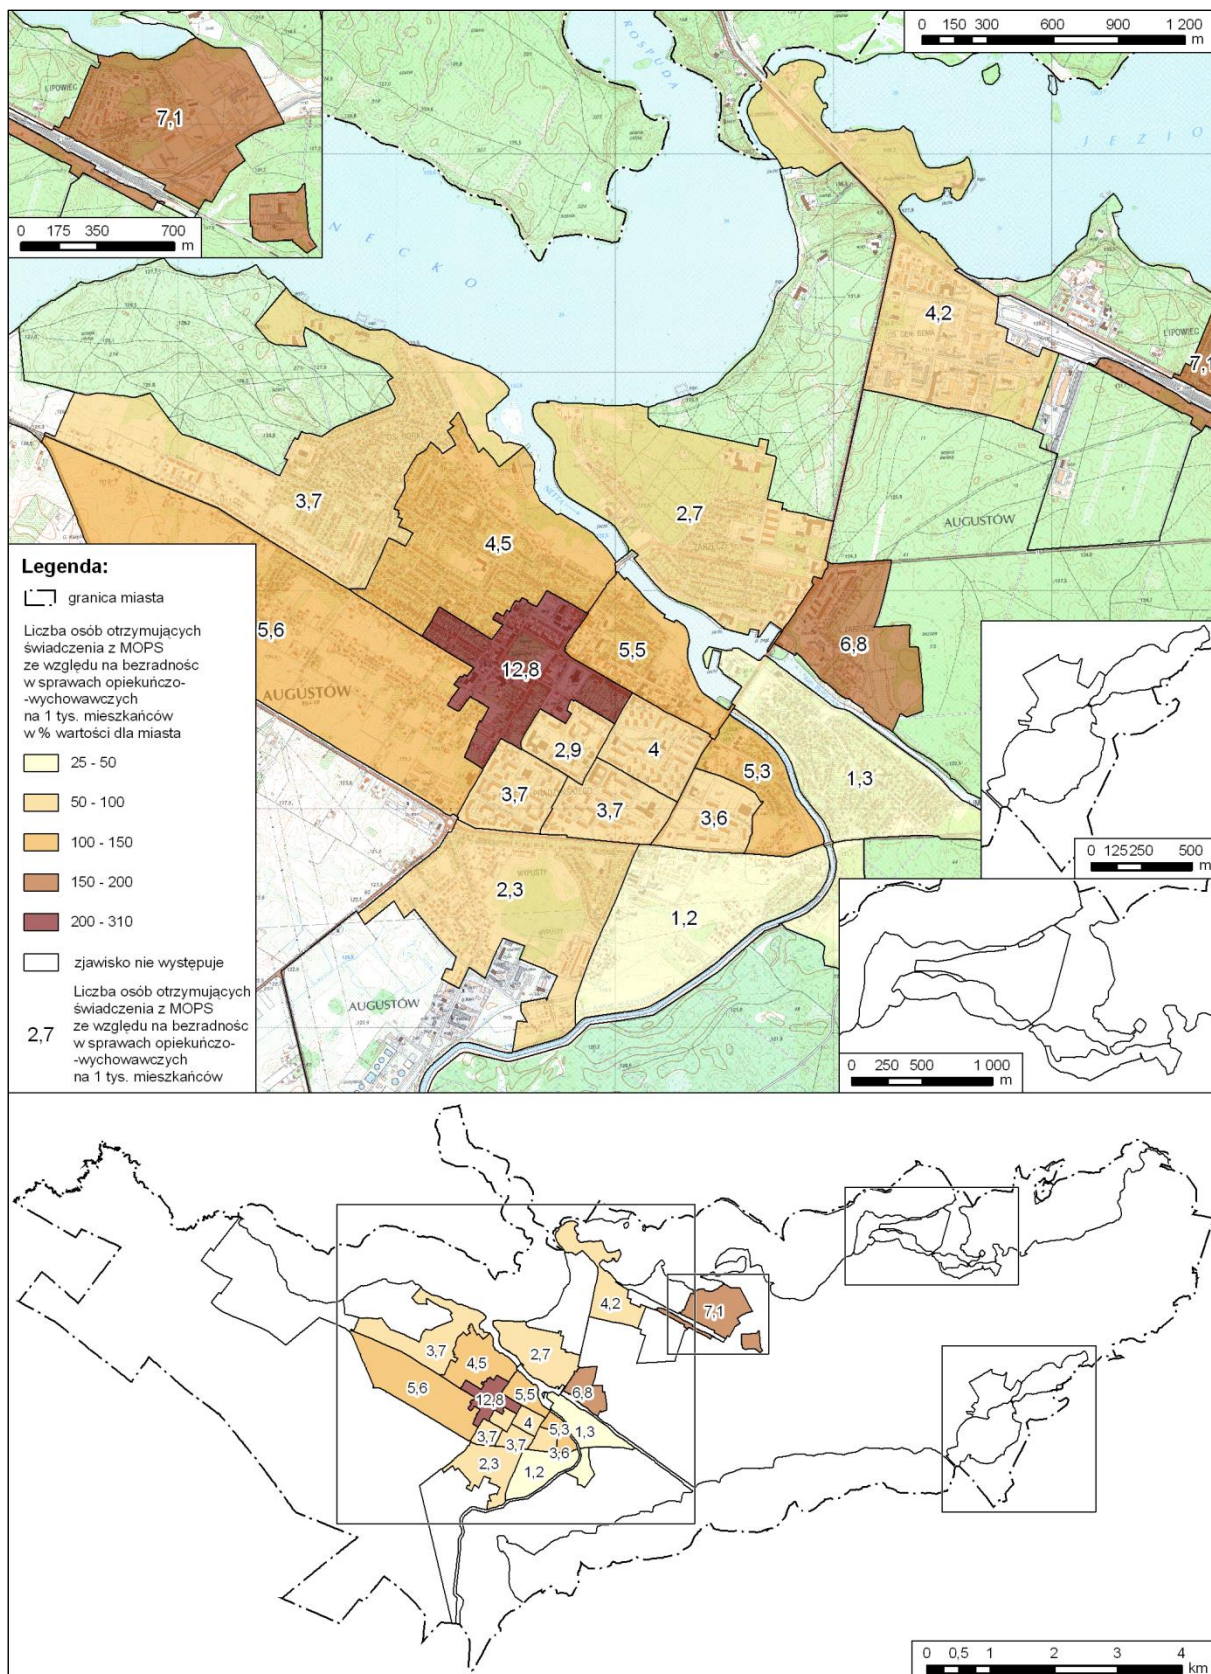 0 150 300 600 900 1 200
m
ROSPUDA
JEZIO
LIPOWIEC
7,1
0 175 350 700
m
NECKO
4,2
LIPOWIEC
7,1
3,7
4,5
2,7
AUGUSTÓW
Legenda:
granica miasta
Liczba osób otrzymujących
świadczenia z MOPS
ze względu na bezradnośc
w sprawach opiekuńczo-
-wychowawczych
na 1 tys. mieszkańców
w % wartości dla miasta
25 - 50
50 - 100
100 - 150
150 - 200
200 - 310
zjawisko nie występuje
2,7
Liczba osób otrzymujących
świadczenia z MOPS
ze względu na bezradnośc
w sprawach opiekuńczo-
-wychowawczych
na 1 tys. mieszkańców
5,6
AUGUSTÓW
12,8
5,5
6,8
2,9
4
5,3
1,3
3,7
3,7
3,6
2,3
WYPUSTY
1,2
AUGUSTÓW
0 125 250 500
m
0 250 500 1 000
m
4,2
7,1
3,7
4,5
2,7
5,6
12,8
5,5
6,8
4
5,3
1,3
3,7
3,7
3,6
2,3
1,2
0 0,5 1 2 3 4
km